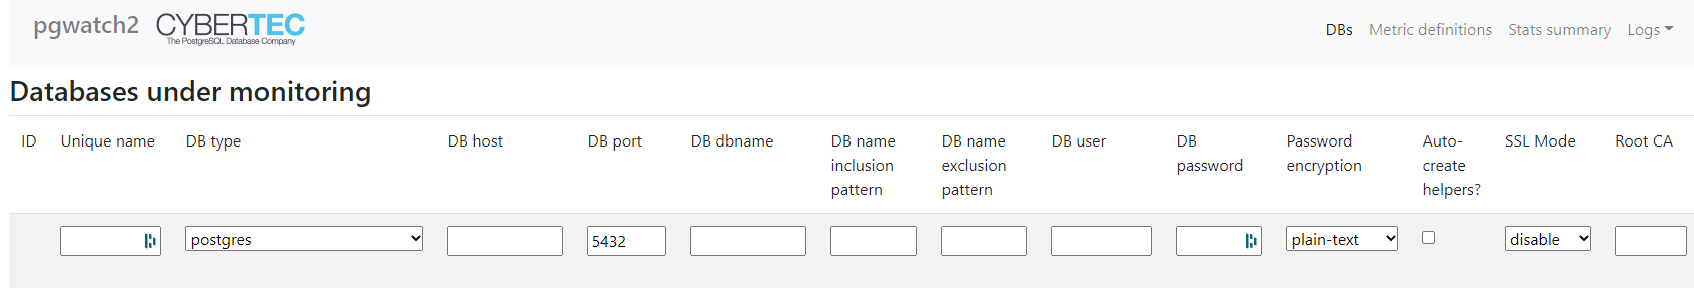 pgwatch2 CYBERTEC
The PostgreSQL Database Company
DBs Metric definitions Stats summary Logs
Databases under monitoring
ID Unique name DB type DB host DB port DB dbname DB name inclusion pattern DB name exclusion pattern DB user DB password Password encryption Auto-create helpers? SSL Mode Root CA
postgres 5432 plain-text disable